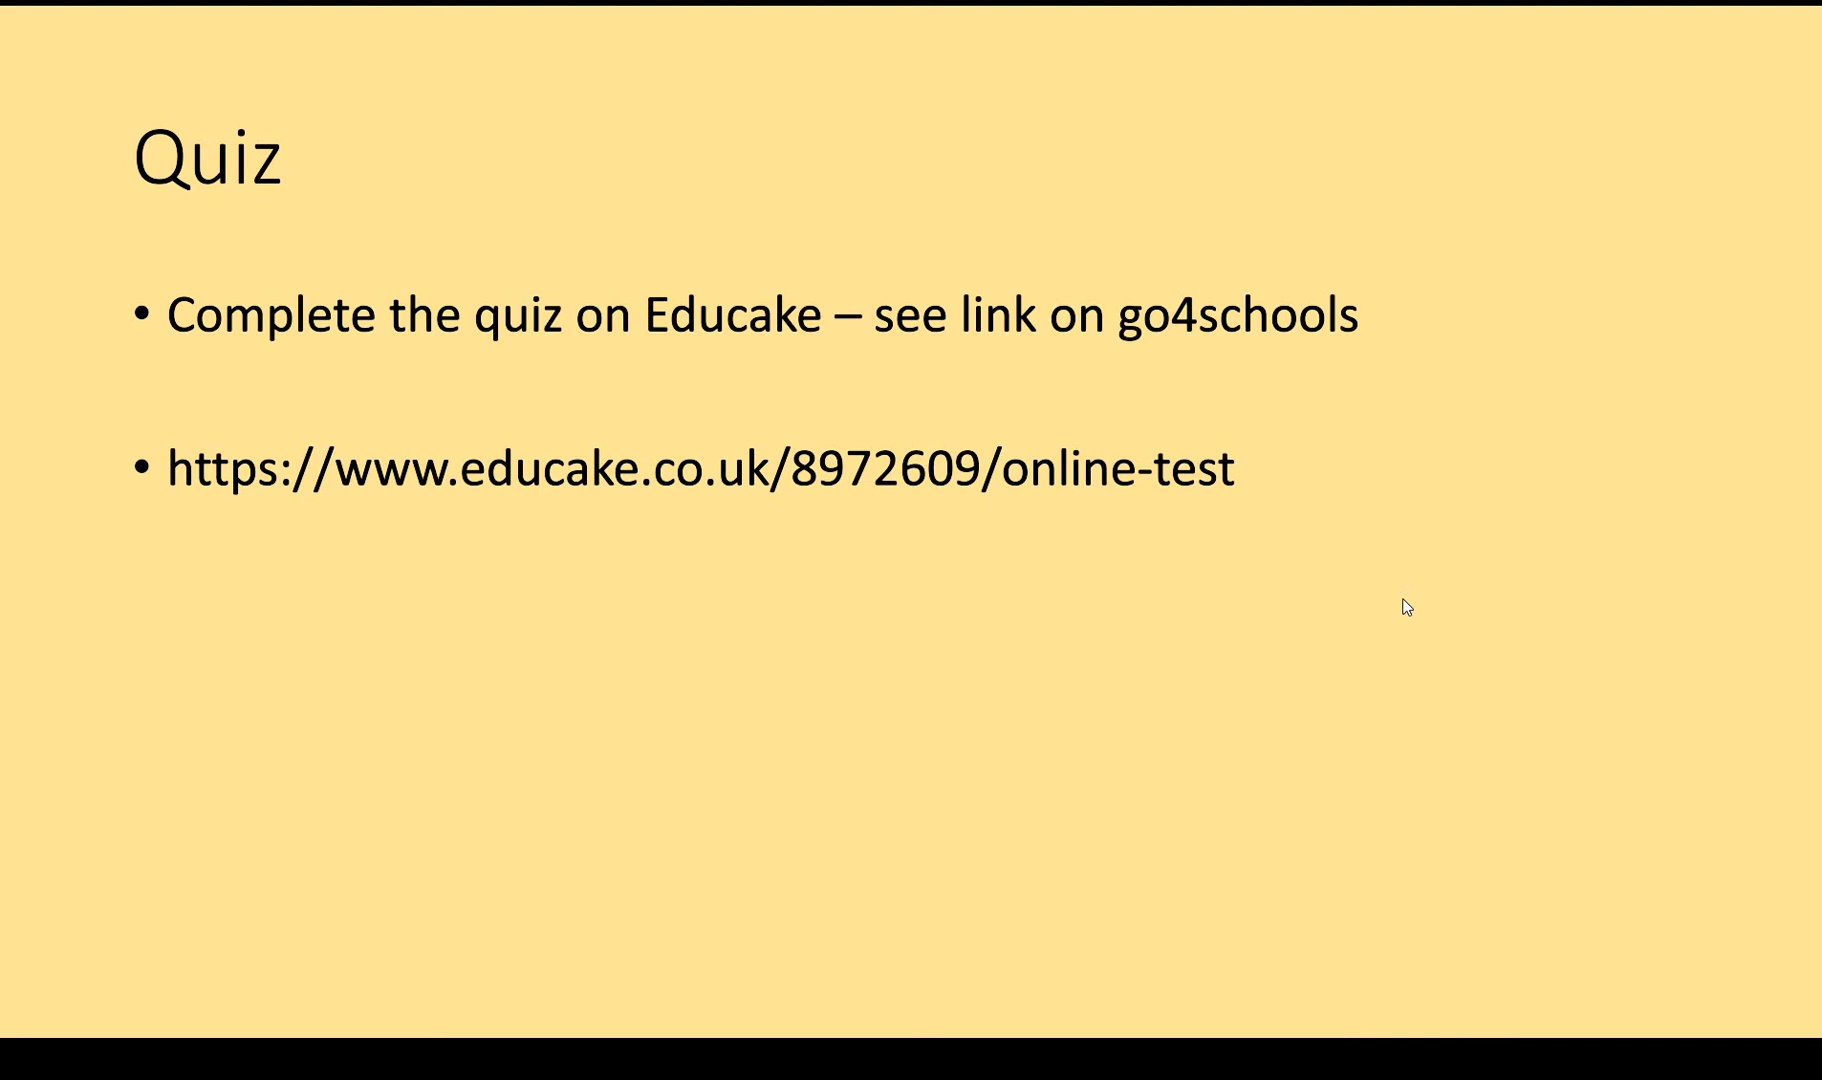 Quiz
• Complete the quiz on Educake – see link on go4schools
• https://www.educake.co.uk/8972609/online-test